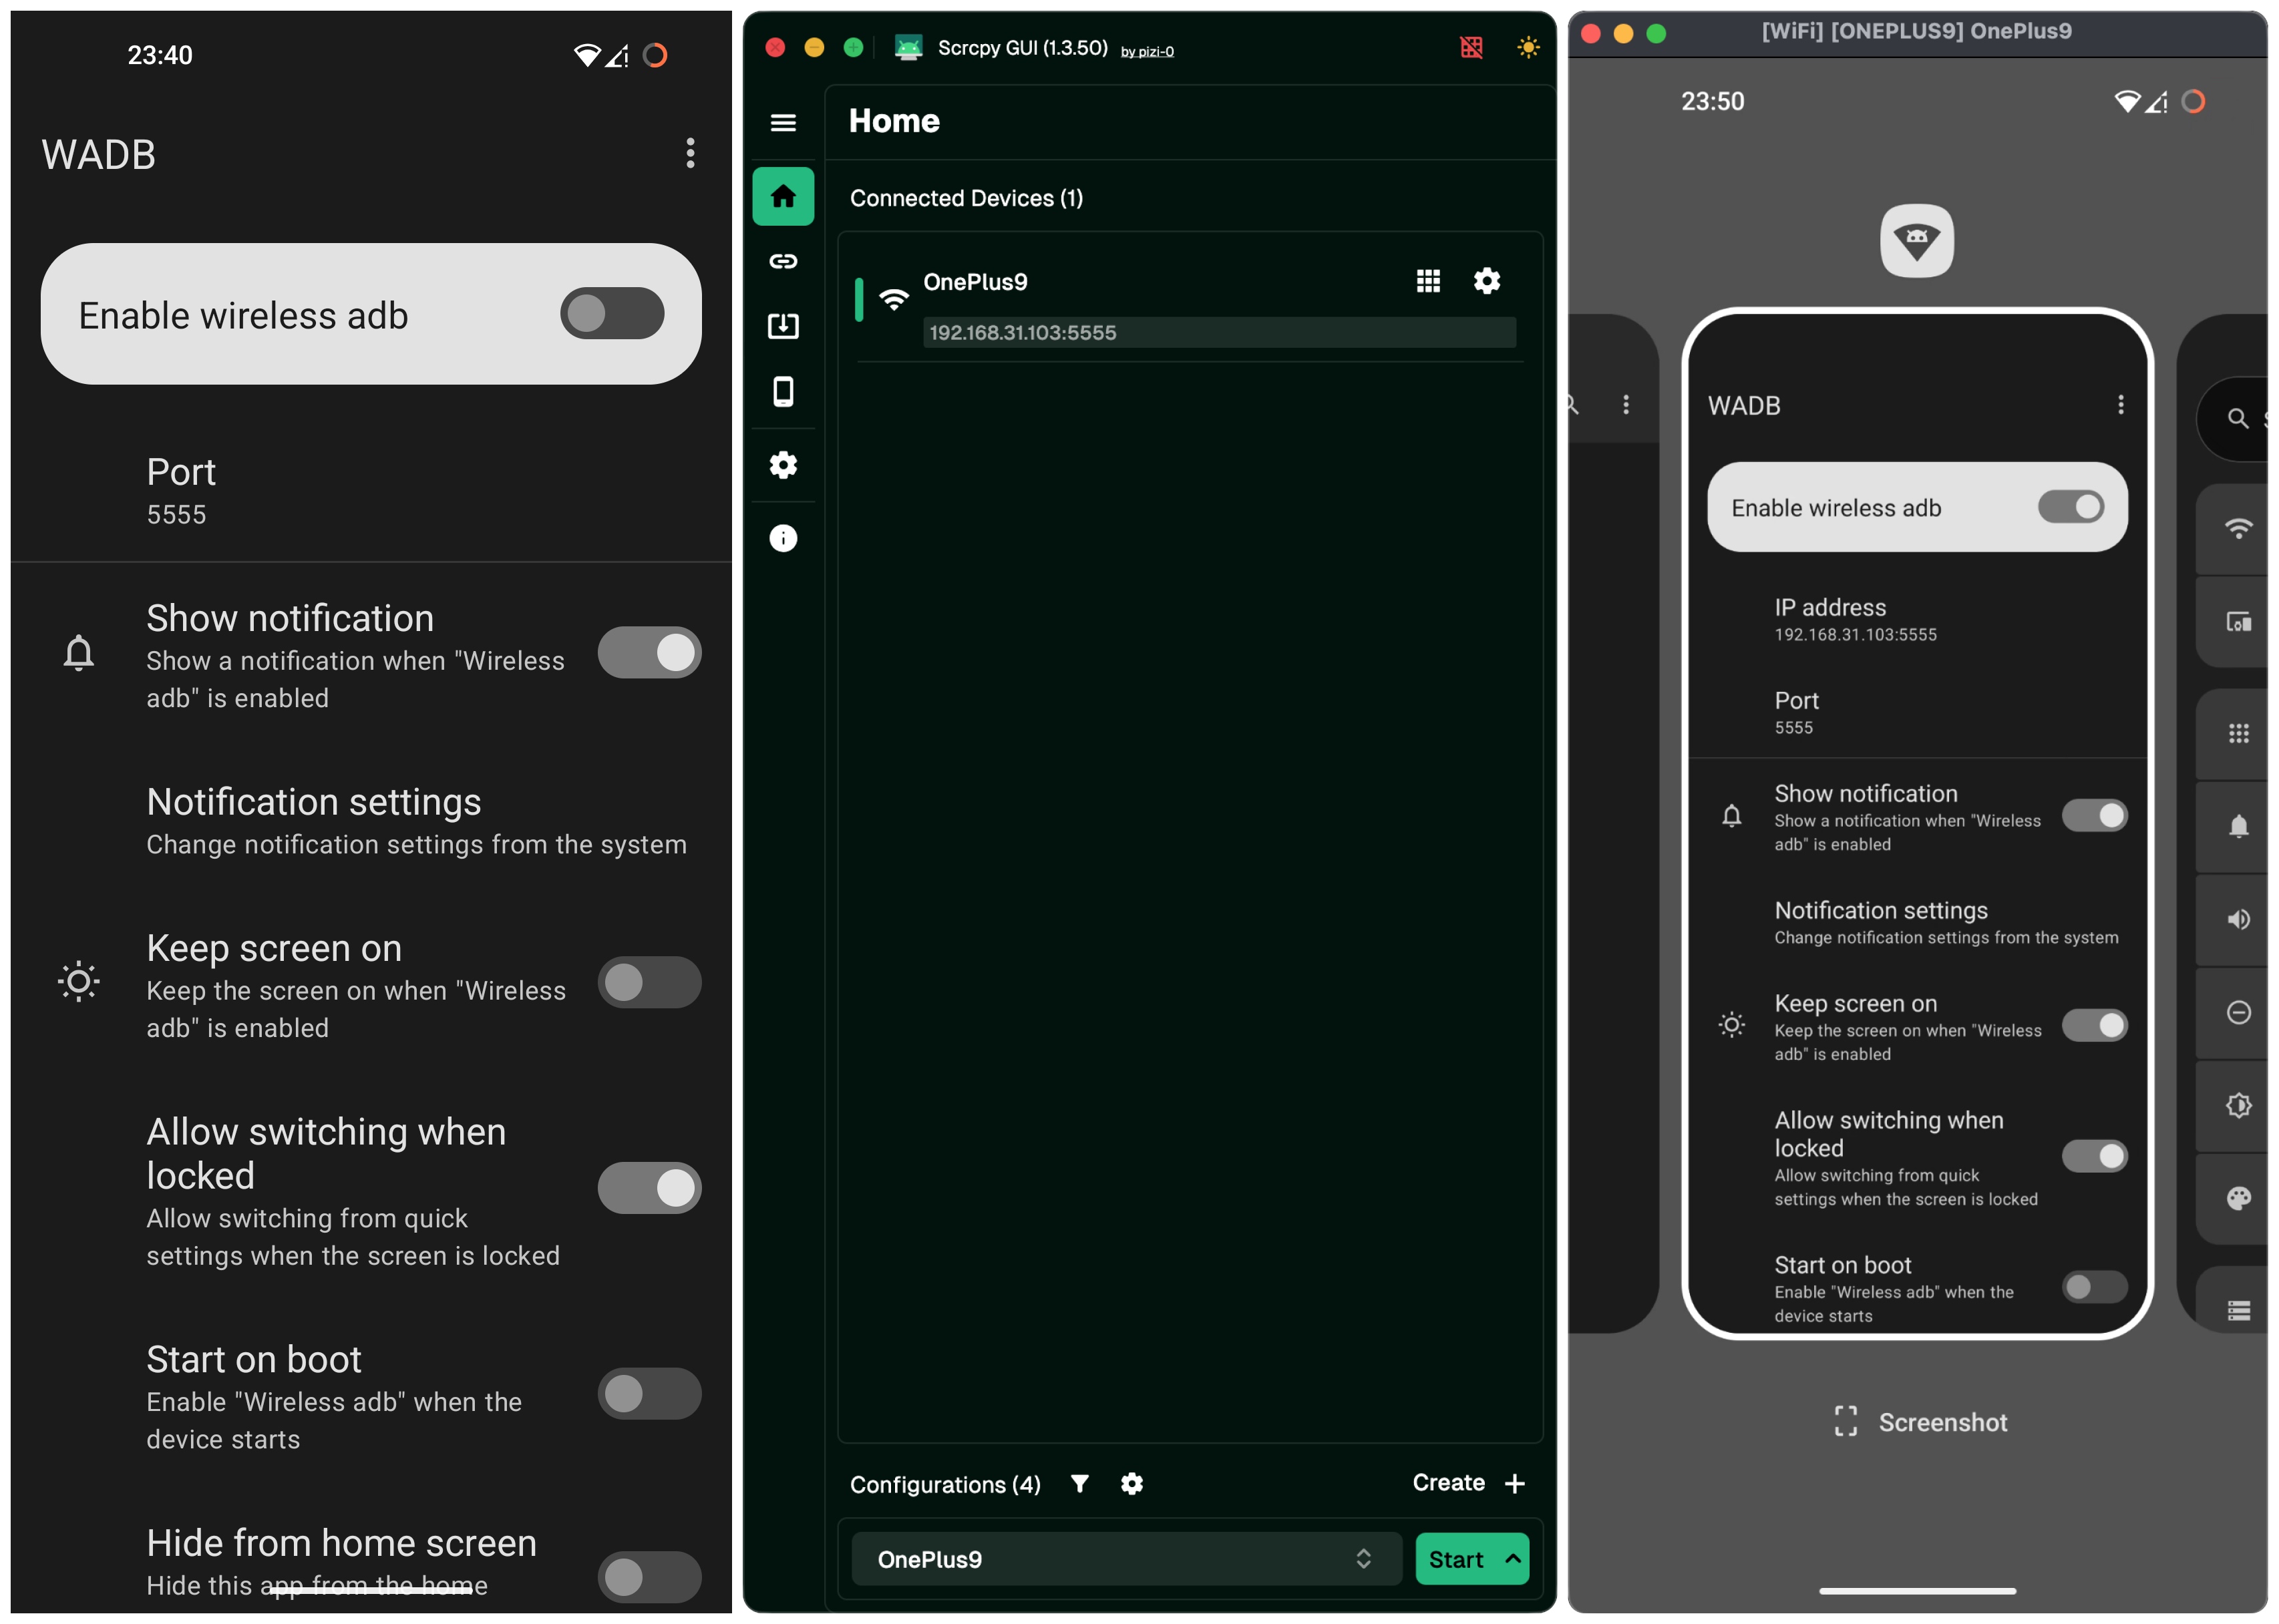 23:40
WADB
Enable wireless adb
Port
5555
Show notification
Show a notification when "Wireless
adb" is enabled
Notification settings
Change notification settings from the system
Keep screen on
Keep the screen on when "Wireless
adb" is enabled
Allow switching when
locked
Allow switching from quick
settings when the screen is locked
Start on boot
Enable "Wireless adb" when the
device starts
Hide from home screen
Hide this app from the home
Scrcpy GUI (1.3.50) by pizi-0
Home
Connected Devices (1)
OnePlus9
192.168.31.103:5555
Configurations (4)
Create
OnePlus9
Start
[WiFi] [ONEPLUS9] OnePlus9
23:50
WADB
Enable wireless adb
IP address
192.168.31.103:5555
Port
5555
Show notification
Show a notification when "Wireless
adb" is enabled
Notification settings
Change notification settings from the system
Keep screen on
Keep the screen on when "Wireless
adb" is enabled
Allow switching when
locked
Allow switching from quick
settings when the screen is locked
Start on boot
Enable "Wireless adb" when the
device starts
Screenshot